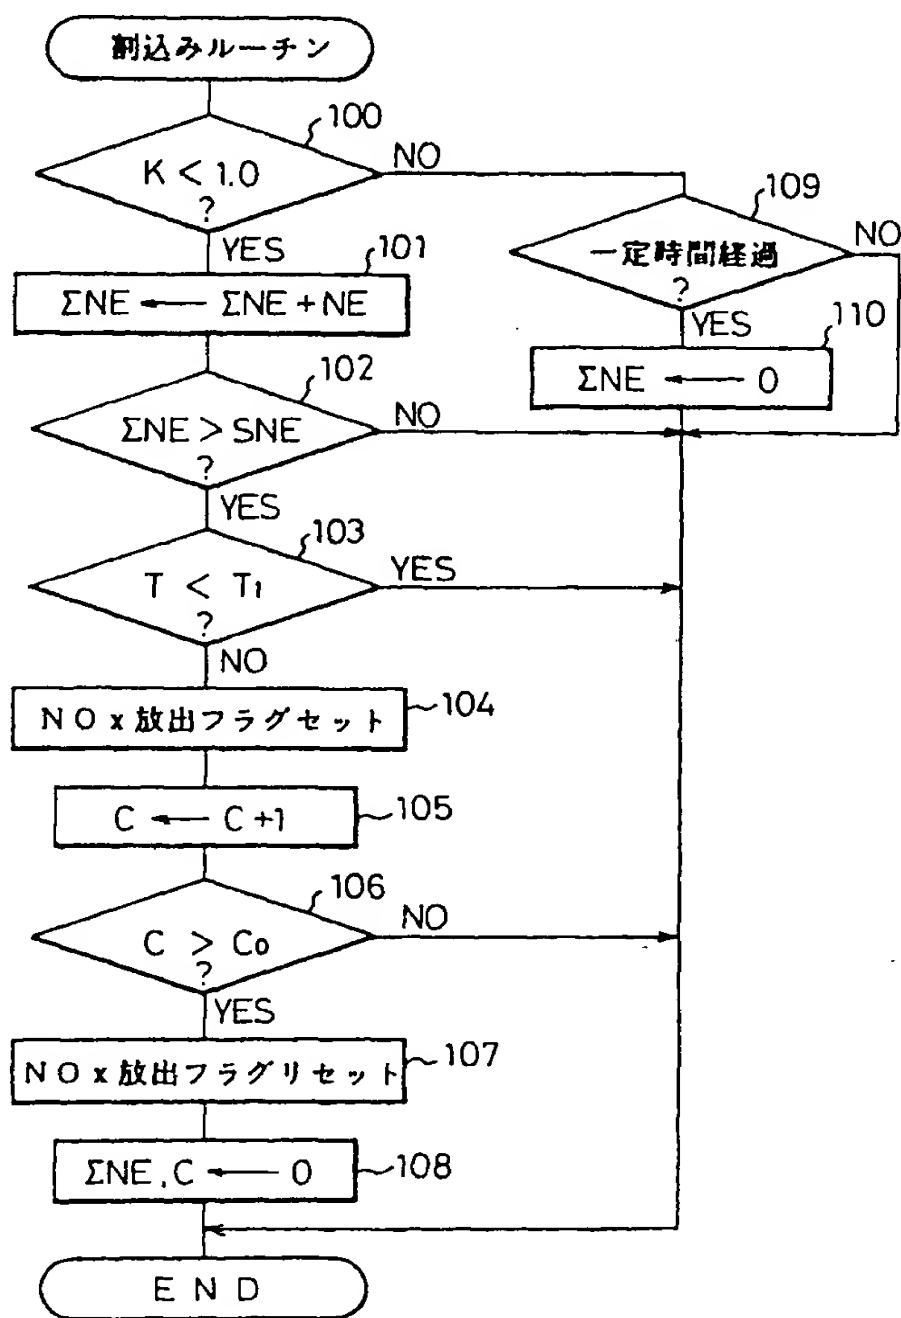 割込みルーチン
100
K < 1.0
?
NO
YES
109
一定時間経過
?
NO
YES
101
ΣNE ← ΣNE + NE
110
ΣNE ← 0
102
ΣNE > SNE
?
NO
YES
103
T < T1
?
YES
NO
NOx放出フラグセット
104
C ← C+1
105
106
C > C0
?
NO
YES
NOx放出フラグリセット
107
ΣNE, C ← 0
108
END